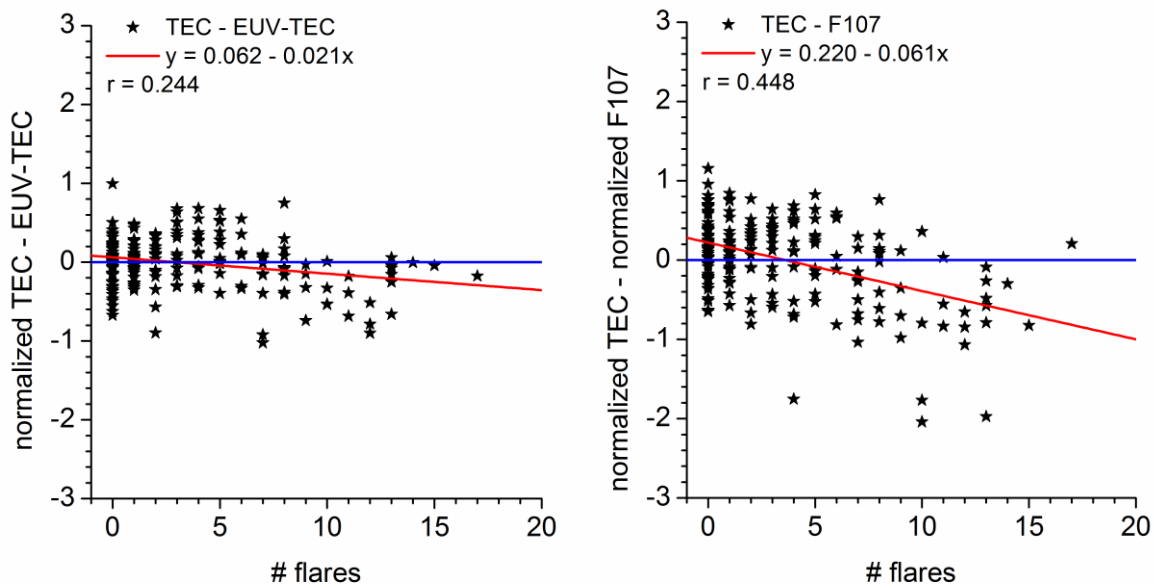 TEC - EUV-TEC
y = 0.062 - 0.021x
r = 0.244
normalized TEC - EUV-TEC
3
2
1
0
-1
-2
-3
0 5 10 15 20
# flares
TEC - F107
y = 0.220 - 0.061x
r = 0.448
normalized TEC - normalized F107
3
2
1
0
-1
-2
-3
0 5 10 15 20
# flares